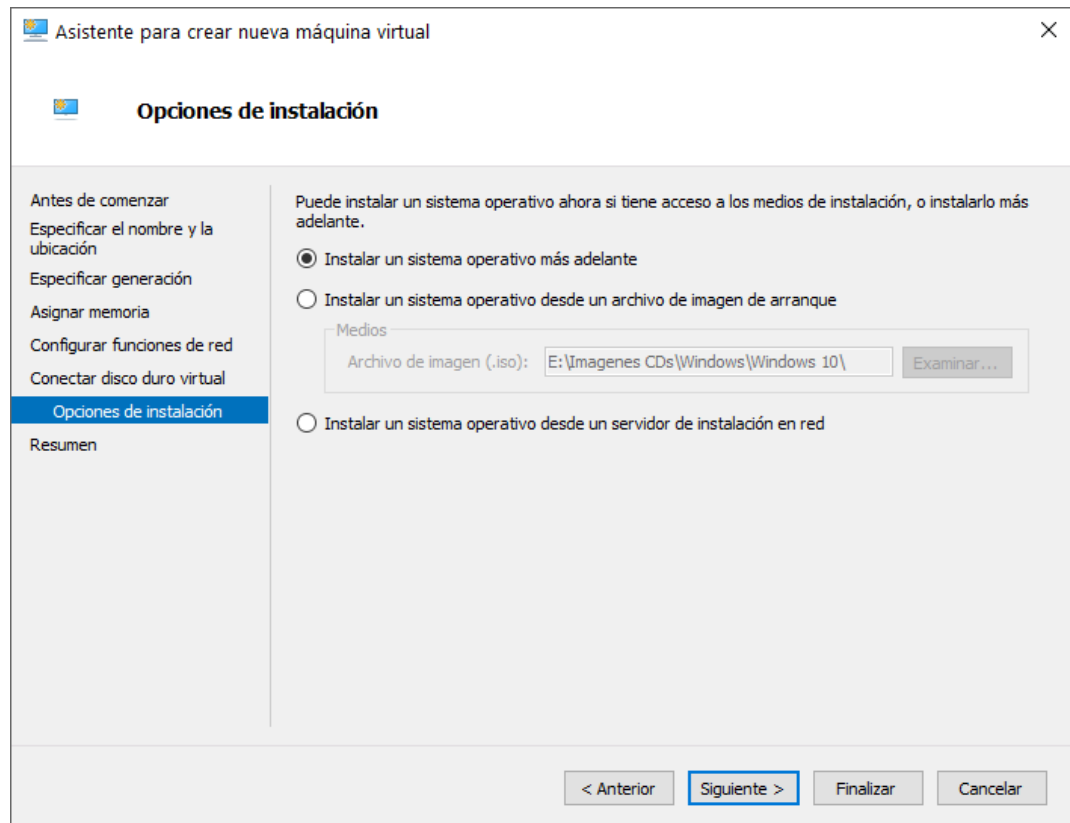 Asistente para crear nueva máquina virtual
Opciones de instalación
Antes de comenzar
Especificar el nombre y la
ubicación
Especificar generación
Asignar memoria
Configurar funciones de red
Conectar disco duro virtual
Opciones de instalación
Resumen
Puede instalar un sistema operativo ahora si tiene acceso a los medios de instalación, o instalarlo más
adelante.
Instalar un sistema operativo más adelante
Instalar un sistema operativo desde un archivo de imagen de arranque
Medios
Archivo de imagen (.iso): E:\Imagenes CDs\Windows\Windows 10\ Examinar...
Instalar un sistema operativo desde un servidor de instalación en red
< Anterior Siguiente > Finalizar Cancelar